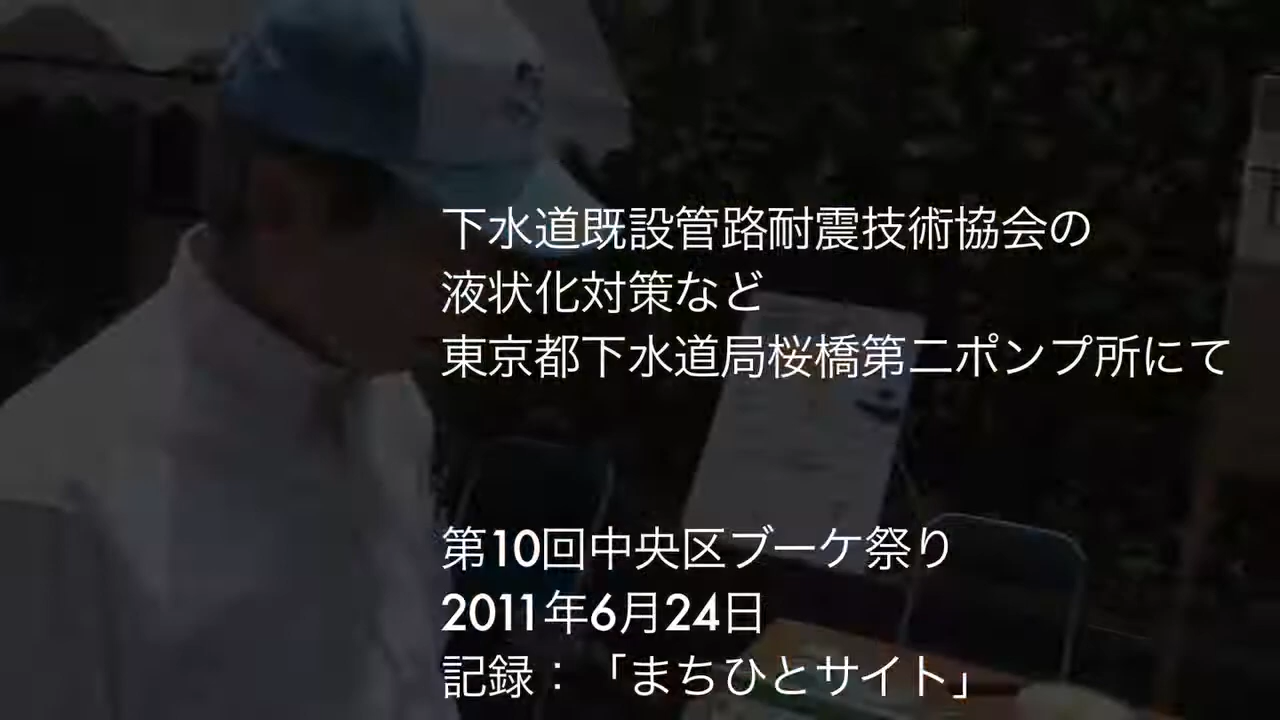 下水道既設管路耐震技術協会の
液状化対策など
東京都下水道局桜橋第二ポンプ所にて
第10回中央区ブーケ祭り
2011年6月24日
記録：「まちひとサイト」